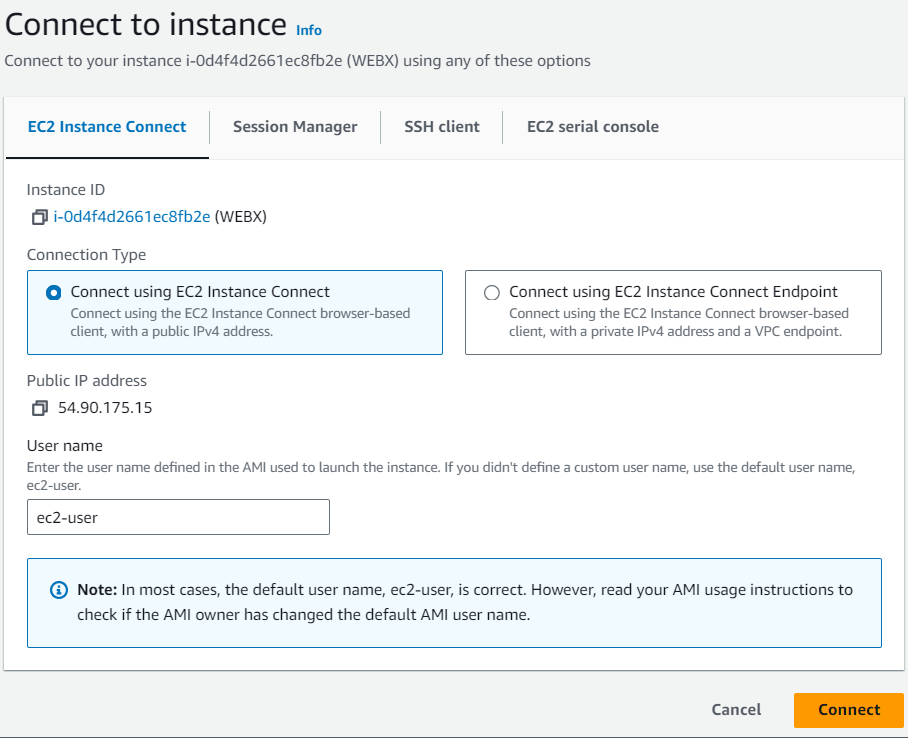 Connect to instance Info
Connect to your instance i-0d4f4d2661ec8fb2e (WEBX) using any of these options
EC2 Instance Connect
Session Manager
SSH client
EC2 serial console
Instance ID
i-0d4f4d2661ec8fb2e (WEBX)
Connection Type
Connect using EC2 Instance Connect
Connect using the EC2 Instance Connect browser-based
client, with a public IPv4 address.
Connect using EC2 Instance Connect Endpoint
Connect using the EC2 Instance Connect browser-based
client, with a private IPv4 address and a VPC endpoint.
Public IP address
54.90.175.15
User name
Enter the user name defined in the AMI used to launch the instance. If you didn't define a custom user name, use the default user name,
ec2-user.
ec2-user
Note: In most cases, the default user name, ec2-user, is correct. However, read your AMI usage instructions to
check if the AMI owner has changed the default AMI user name.
Cancel
Connect